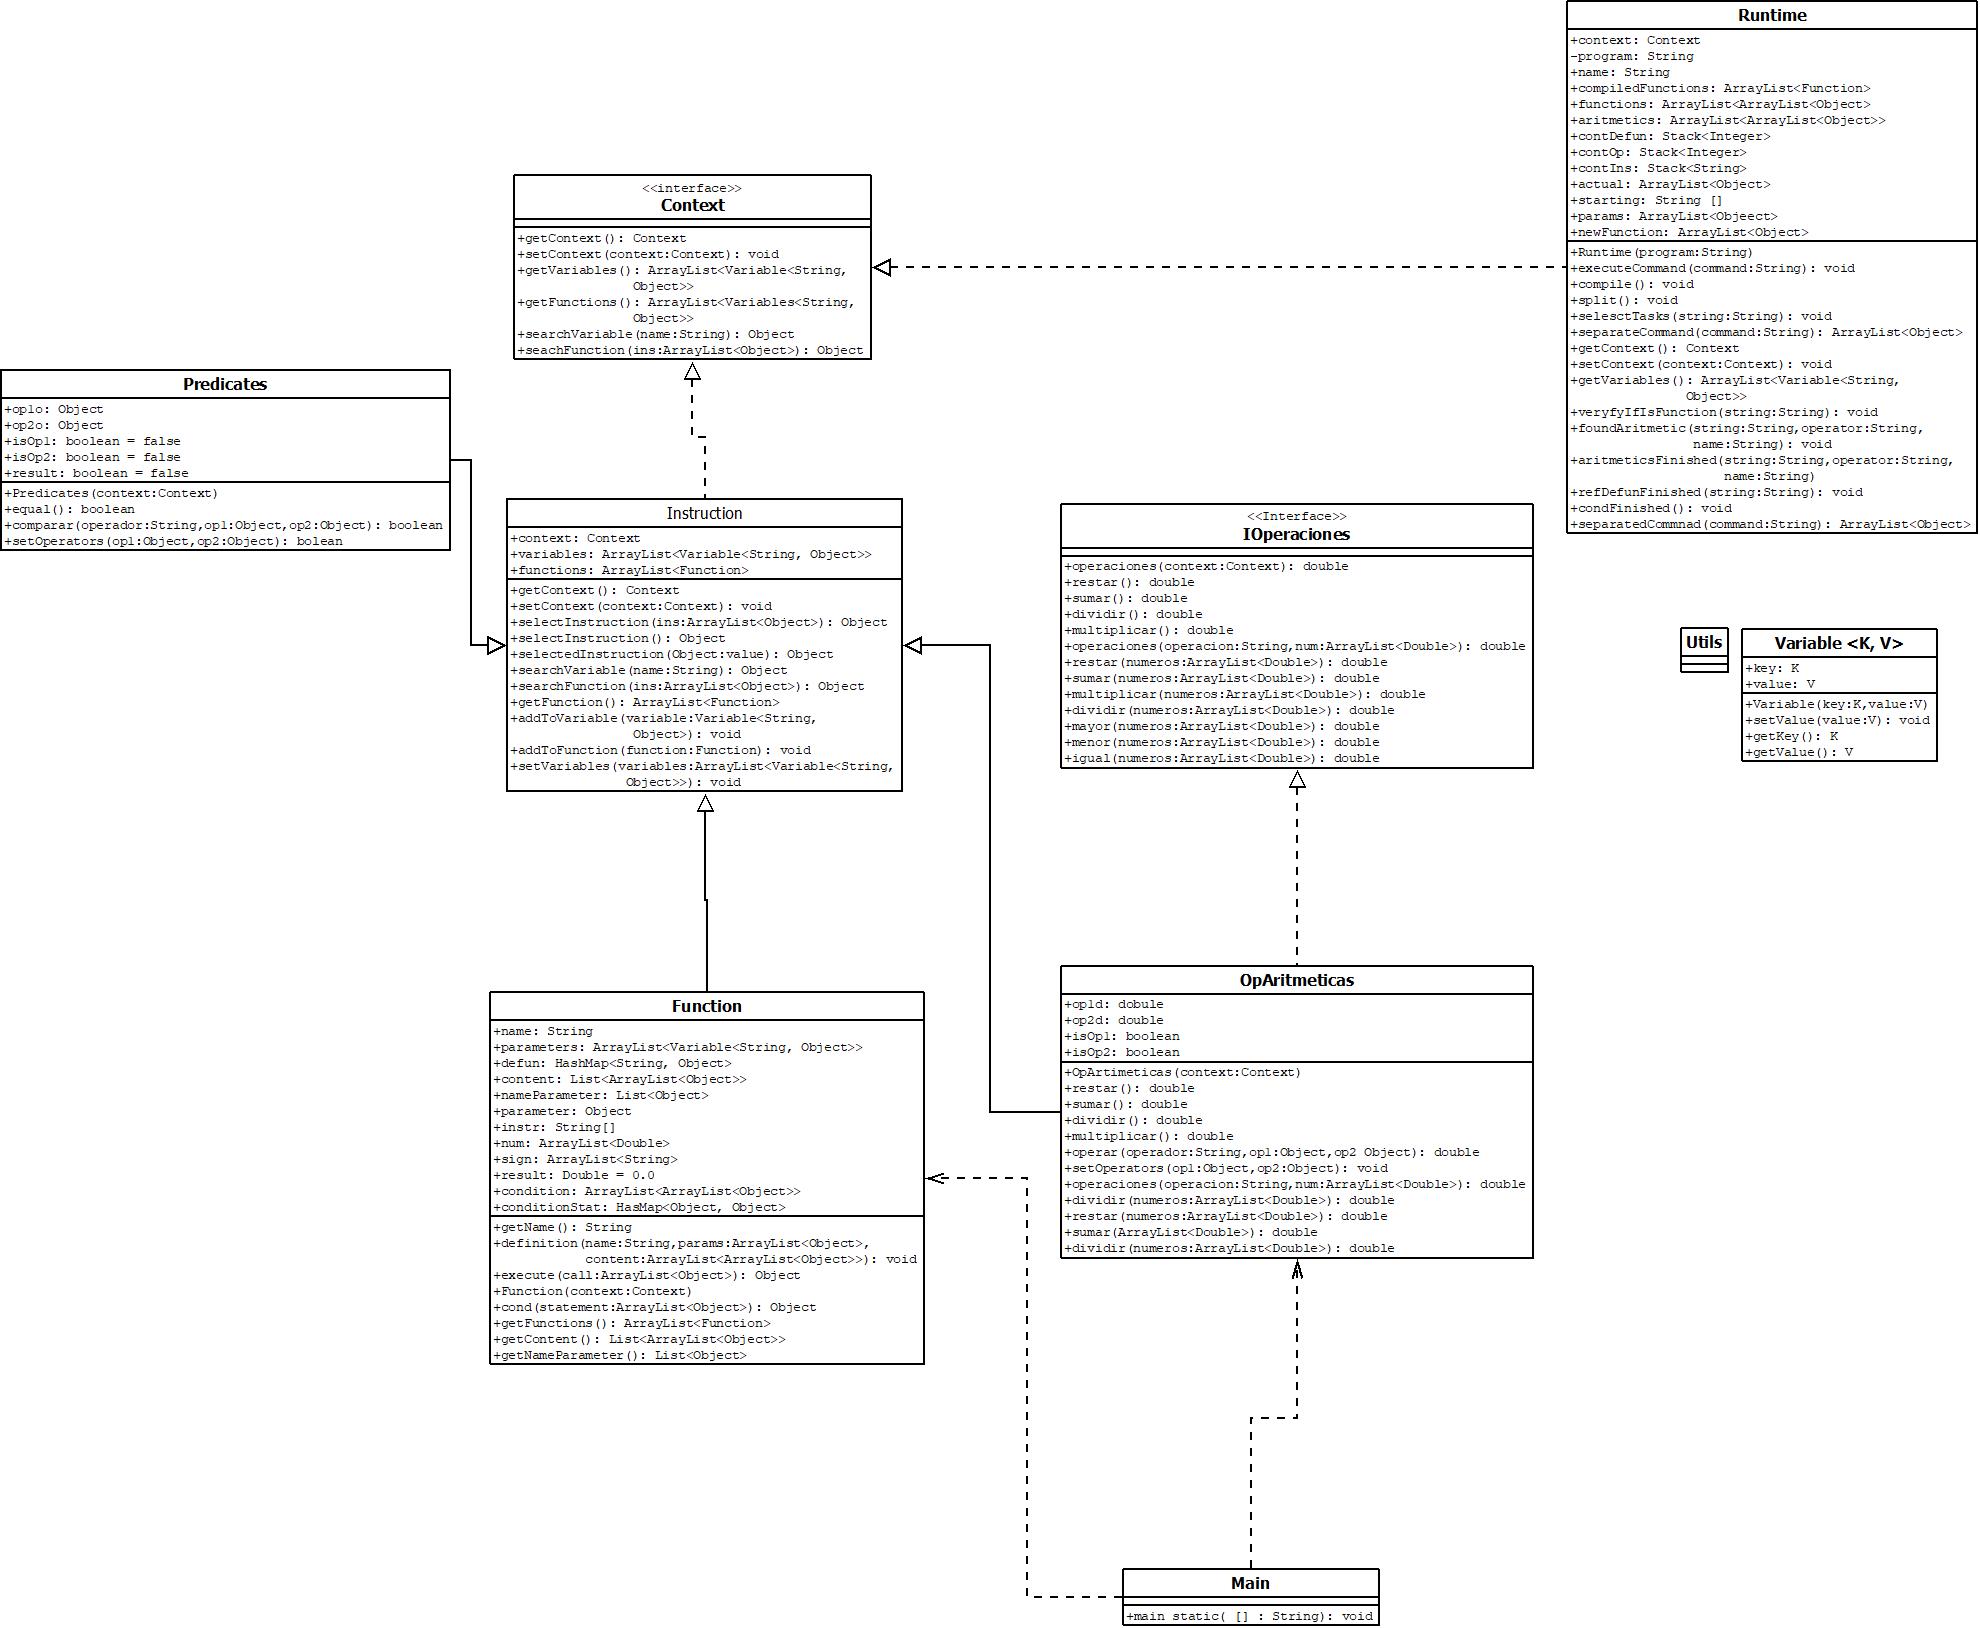 Runtime
+context: Context
-program: String
+name: String
+compiledFunctions: ArrayList<Function>
+functions: ArrayList<ArrayList<Object>
+aritmetics: ArrayList<ArrayList<Object>>
+contDefun: Stack<Integer>
+contOp: Stack<Integer>
+contIns: Stack<String>
+actual: ArrayList<Object>
+starting: String []
+params: ArrayList<Objeect>
+newFunction: ArrayList<Object>
+Runtime(program:String)
+executeCommand(command:String): void
+compile(): void
+split(): void
+selesctTasks(string:String): void
+separateCommand(command:String): ArrayList<Object>
+getContext(): Context
+setContext(context:Context): void
+getVariables(): ArrayList<Variable<String,
Object>>
+veryfyIfIsFunction(string:String): void
+foundAritmetic(string:String,operator:String,
name:String): void
+aritmeticsFinished(string:String,operator:String,
name:String)
+refDefunFinished(string:String): void
+condFinished(): void
+separatedCommnad(command:String): ArrayList<Object>
<<interface>>
Context
+getContext(): Context
+setContext(context:Context): void
+getVariables(): ArrayList<Variable<String,
Object>>
+getFunctions(): ArrayList<Variables<String,
Object>>
+searchVariable(name:String): Object
+seachFunction(ins:ArrayList<Object>): Object
Predicates
+op1o: Object
+op2o: Object
+isOp1: boolean = false
+isOp2: boolean = false
+result: boolean = false
+Predicates(context:Context)
+equal(): boolean
+comparar(operador:String,op1:Object,op2:Object): boolean
+setOperators(op1:Object,op2:Object): bolean
Instruction
+context: Context
+variables: ArrayList<Variable<String, Object>>
+functions: ArrayList<Function>
+getContext(): Context
+setContext(context:Context): void
+selectInstruction(ins:ArrayList<Object>): Object
+selectInstruction(): Object
+selectedInstruction(Object:value): Object
+searchVariable(name:String): Object
+searchFunction(ins:ArrayList<Object>): Object
+getFunction(): ArrayList<Function>
+addToVariable(variable:Variable<String,
Object>): void
+addToFunction(function:Function): void
+setVariables(variables:ArrayList<Variable<String,
Object>>): void
<<Interface>>
IOperaciones
+operaciones(context:Context): double
+restar(): double
+sumar(): double
+dividir(): double
+multiplicar(): double
+operaciones(operacion:String,num:ArrayList<Double>): double
+restar(numeros:ArrayList<Double>): double
+sumar(numeros:ArrayList<Double>): double
+multiplicar(numeros:ArrayList<Double>): double
+dividir(numeros:ArrayList<Double>): double
+mayor(numeros:ArrayList<Double>): double
+menor(numeros:ArrayList<Double>): double
+igual(numeros:ArrayList<Double>): double
Utils
Variable <K, V>
+key: K
+value: V
+Variable(key:K,value:V)
+setValue(value:V): void
+getKey(): K
+getValue(): V
Function
+name: String
+parameters: ArrayList<Variable<String, Object>>
+defun: HashMap<String, Object>
+content: List<ArrayList<Object>>
+nameParameter: List<Object>
+parameter: Object
+instr: String[]
+num: ArrayList<Double>
+sign: ArrayList<String>
+result: Double = 0.0
+condition: ArrayList<ArrayList<Object>>
+conditionStat: HasMap<Object, Object>
+getName(): String
+definition(name:String,params:ArrayList<Object>,
content:ArrayList<ArrayList<Object>>): void
+execute(call:ArrayList<Object>): Object
+Function(context:Context)
+cond(statement:ArrayList<Object>): Object
+getFunctions(): ArrayList<Function>
+getContent(): List<ArrayList<Object>>
+getNameParameter(): List<Object>
OpAritmeticas
+op1d: dobule
+op2d: double
+isOp1: boolean
+isOp2: boolean
+OpArtimeticas(context:Context)
+restar(): double
+sumar(): double
+dividir(): double
+multiplicar(): double
+operar(operador:String,op1:Object,op2 Object): double
+setOperators(op1:Object,op2:Object): void
+operaciones(operacion:String,num:ArrayList<Double>): double
+dividir(numeros:ArrayList<Double>): double
+restar(numeros:ArrayList<Double>): double
+sumar(ArrayList<Double>): double
+dividir(numeros:ArrayList<Double>): double
Main
+main static( [] : String): void